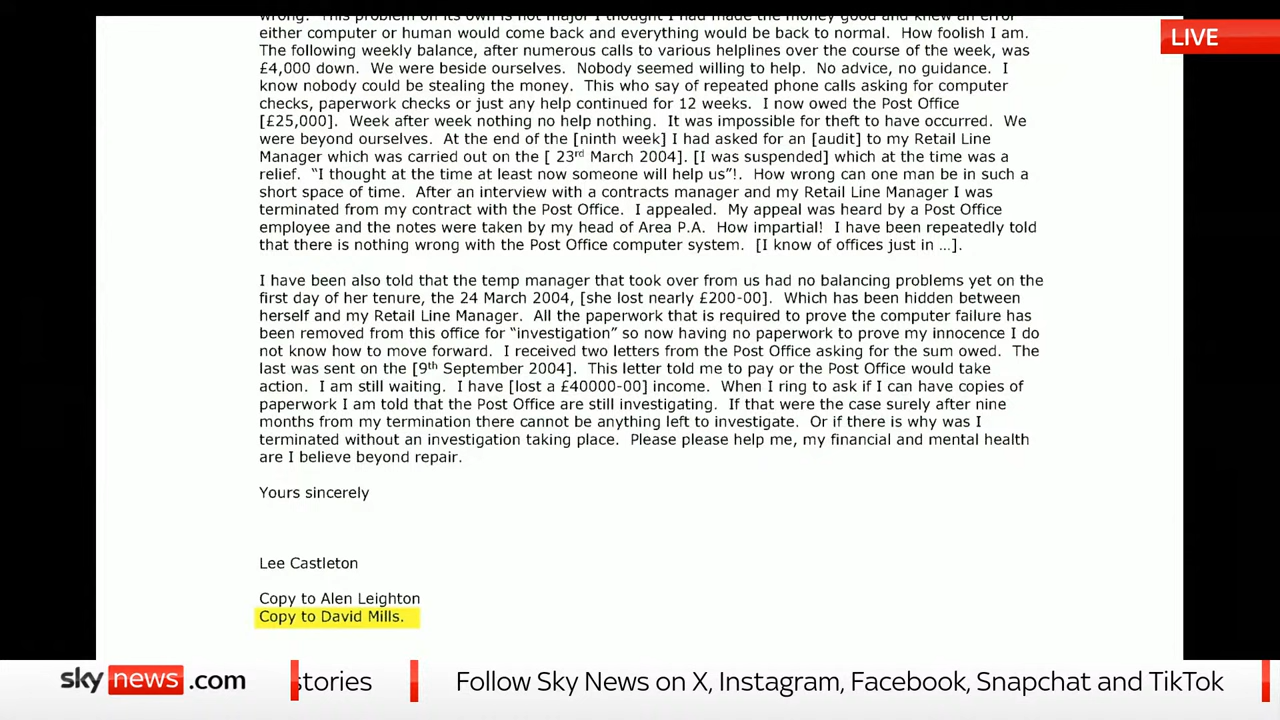 wrong. This problem on its own is not major I thought I had made the money good and knew an error
either computer or human would come back and everything would be back to normal. How foolish I am.
The following weekly balance, after numerous calls to various helplines over the course of the week, was
£4,000 down. We were beside ourselves. Nobody seemed willing to help. No advice, no guidance. I
know nobody could be stealing the money. This who say of repeated phone calls asking for computer
checks, paperwork checks or just any help continued for 12 weeks. I now owed the Post Office
[£25,000]. Week after week nothing no help nothing. It was impossible for theft to have occurred. We
were beyond ourselves. At the end of the [ninth week] I had asked for an [audit] to my Retail Line
Manager which was carried out on the [ 23rd March 2004]. [I was suspended] which at the time was a
relief. “I thought at the time at least now someone will help us”!. How wrong can one man be in such a
short space of time. After an interview with a contracts manager and my Retail Line Manager I was
terminated from my contract with the Post Office. I appealed. My appeal was heard by a Post Office
employee and the notes were taken by my head of Area P.A. How impartial! I have been repeatedly told
that there is nothing wrong with the Post Office computer system. [I know of offices just in ...].
I have been also told that the temp manager that took over from us had no balancing problems yet on the
first day of her tenure, the 24 March 2004, [she lost nearly £200-00]. Which has been hidden between
herself and my Retail Line Manager. All the paperwork that is required to prove the computer failure has
been removed from this office for “investigation” so now having no paperwork to prove my innocence I do
not know how to move forward. I received two letters from the Post Office asking for the sum owed. The
last was sent on the [9th September 2004]. This letter told me to pay or the Post Office would take
action. I am still waiting. I have [lost a £40000-00] income. When I ring to ask if I can have copies of
paperwork I am told that the Post Office are still investigating. If that were the case surely after nine
months from my termination there cannot be anything left to investigate. Or if there is why was I
terminated without an investigation taking place. Please please help me, my financial and mental health
are I believe beyond repair.
Yours sincerely
Lee Castleton
Copy to Alen Leighton
Copy to David Mills.
LIVE
sky news .com
stories
Follow Sky News on X, Instagram, Facebook, Snapchat and TikTok